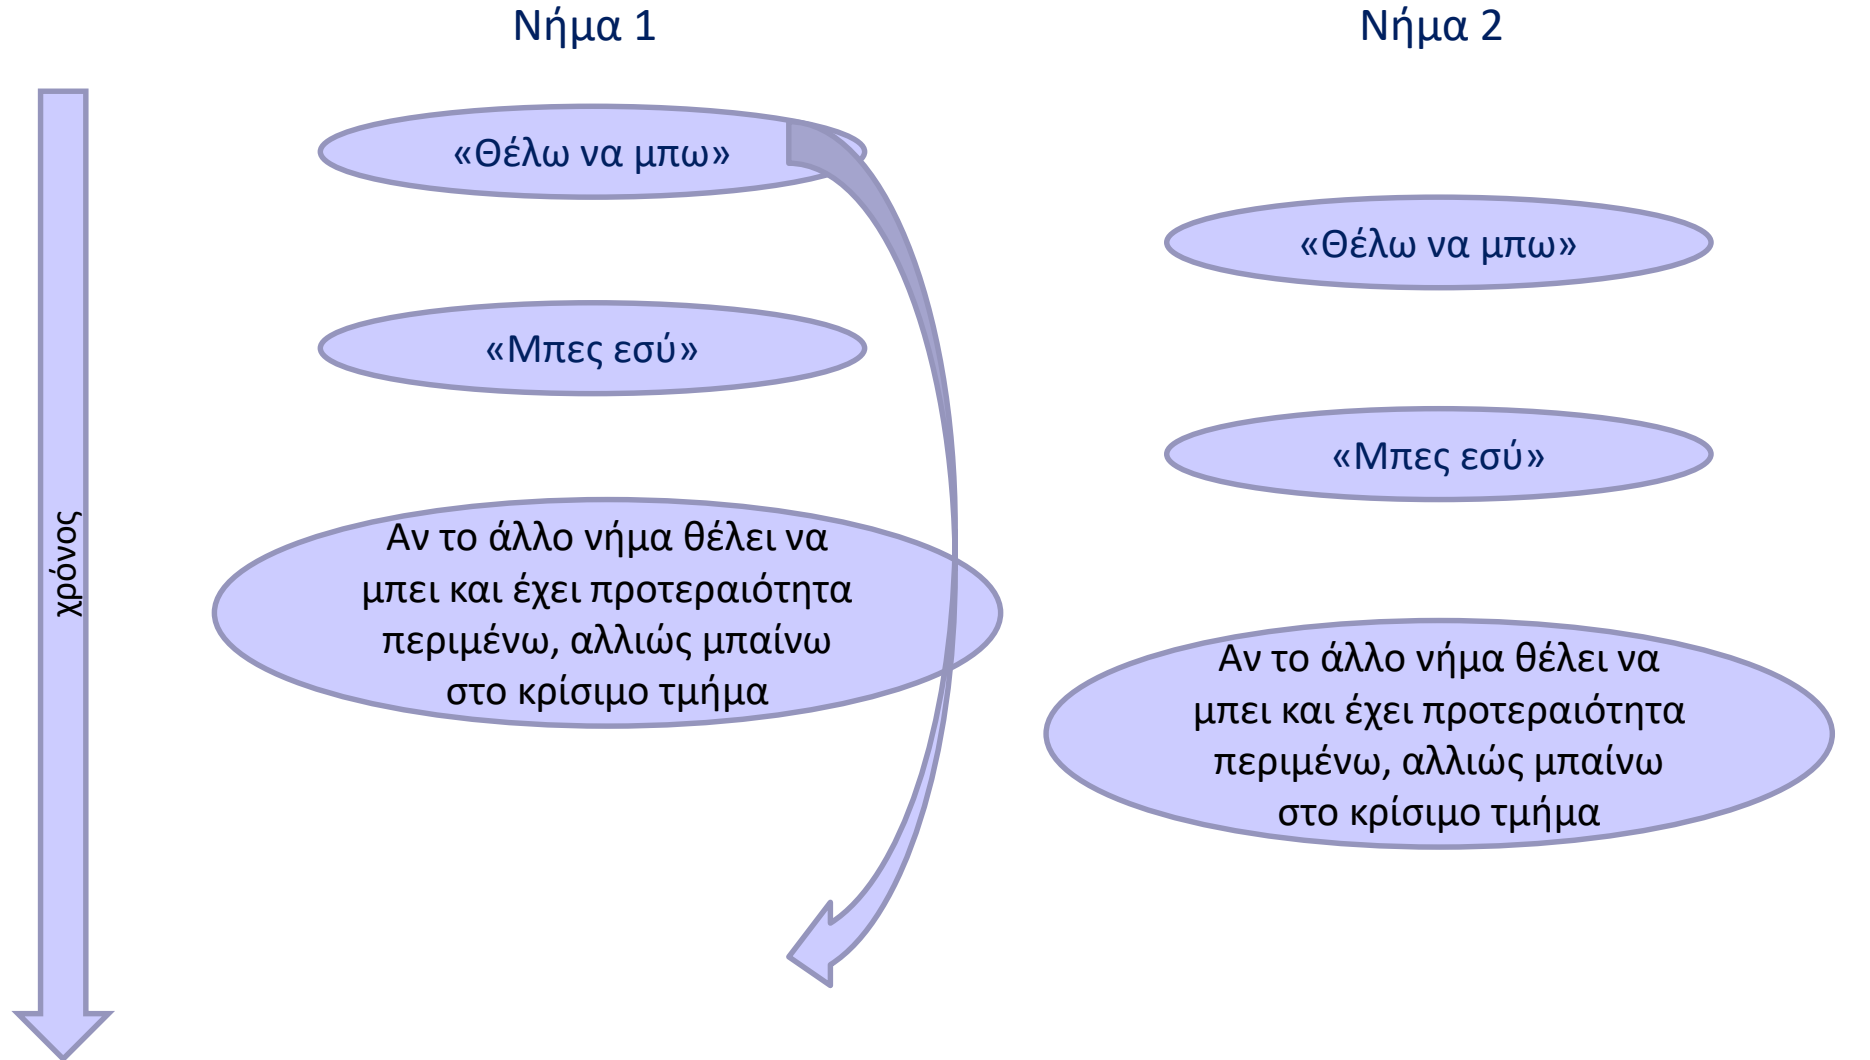 Νήμα 1
Νήμα 2
«Θέλω να μπω»
«Θέλω να μπω»
«Μπες εσύ»
«Μπες εσύ»
χρόνος
Αν το άλλο νήμα θέλει να
μπει και έχει προτεραιότητα
περιμένω, αλλιώς μπαίνω
στο κρίσιμο τμήμα
Αν το άλλο νήμα θέλει να
μπει και έχει προτεραιότητα
περιμένω, αλλιώς μπαίνω
στο κρίσιμο τμήμα